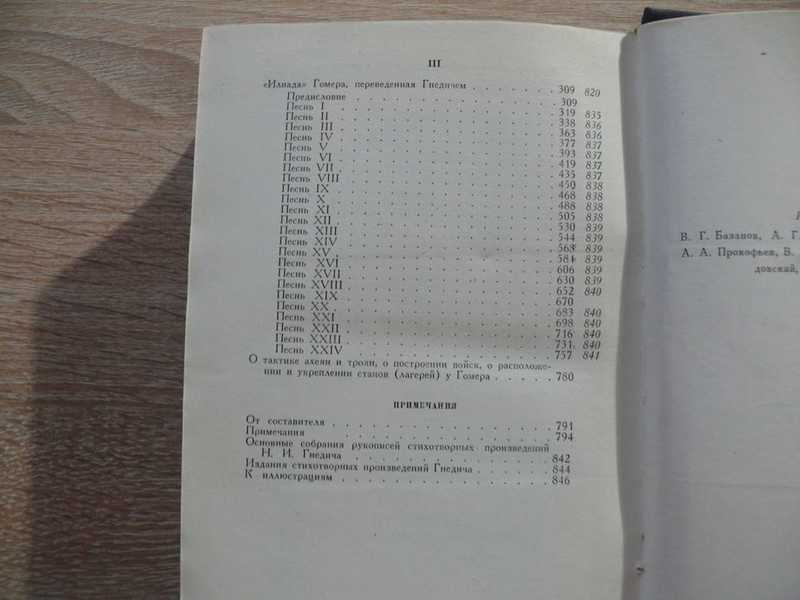 III
«Илиада» Гомера, переведенная Гнедичем . . . . . . 309 820
Предисловие . . . . . . . . . . . . 309
Песнь I . . . . . . . . . . . . 319 835
Песнь II . . . . . . . . . . . . 338 836
Песнь III . . . . . . . . . . . . 363 836
Песнь IV . . . . . . . . . . . . 377 837
Песнь V . . . . . . . . . . . . 393 837
Песнь VI . . . . . . . . . . . . 419 837
Песнь VII . . . . . . . . . . . . 435 837
Песнь VIII . . . . . . . . . . . . 450 838
Песнь IX . . . . . . . . . . . . 468 838
Песнь X . . . . . . . . . . . . 488 838
Песнь XI . . . . . . . . . . . . 505 838
Песнь XII . . . . . . . . . . . . 530 839
Песнь XIII . . . . . . . . . . . . 544 839
Песнь XIV . . . . . . . . . . . . 563 839
Песнь XV . . . . . . . . . . . . 581 839
Песнь XVI . . . . . . . . . . . . 606 839
Песнь XVII . . . . . . . . . . . . 630 839
Песнь XVIII . . . . . . . . . . . . 652 840
Песнь XIX . . . . . . . . . . . . 670
Песнь XX . . . . . . . . . . . . 683 840
Песнь XXI . . . . . . . . . . . . 698 840
Песнь XXII . . . . . . . . . . . . 716 840
Песнь XXIII . . . . . . . . . . . . 731 840
Песнь XXIV . . . . . . . . . . . . 757 841
О тактике ахеян и троян, о построении войск, о расположе-
нии и укреплении станов (лагерей) у Гомера . . . . . 780
ПРИМЕЧАНИЯ
От составителя . . . . . . . . . . . . 791
Примечания . . . . . . . . . . . . 794
Основные собрания рукописей стихотворных произведений
Н. И. Гнедича . . . . . . . . . . . . 842
Издания стихотворных произведений Гнедича . . . . . 844
К иллюстрациям . . . . . . . . . . . . 846
В. Г. Базанов, А. Г.
А. А. Прокофьев, В.
довский,